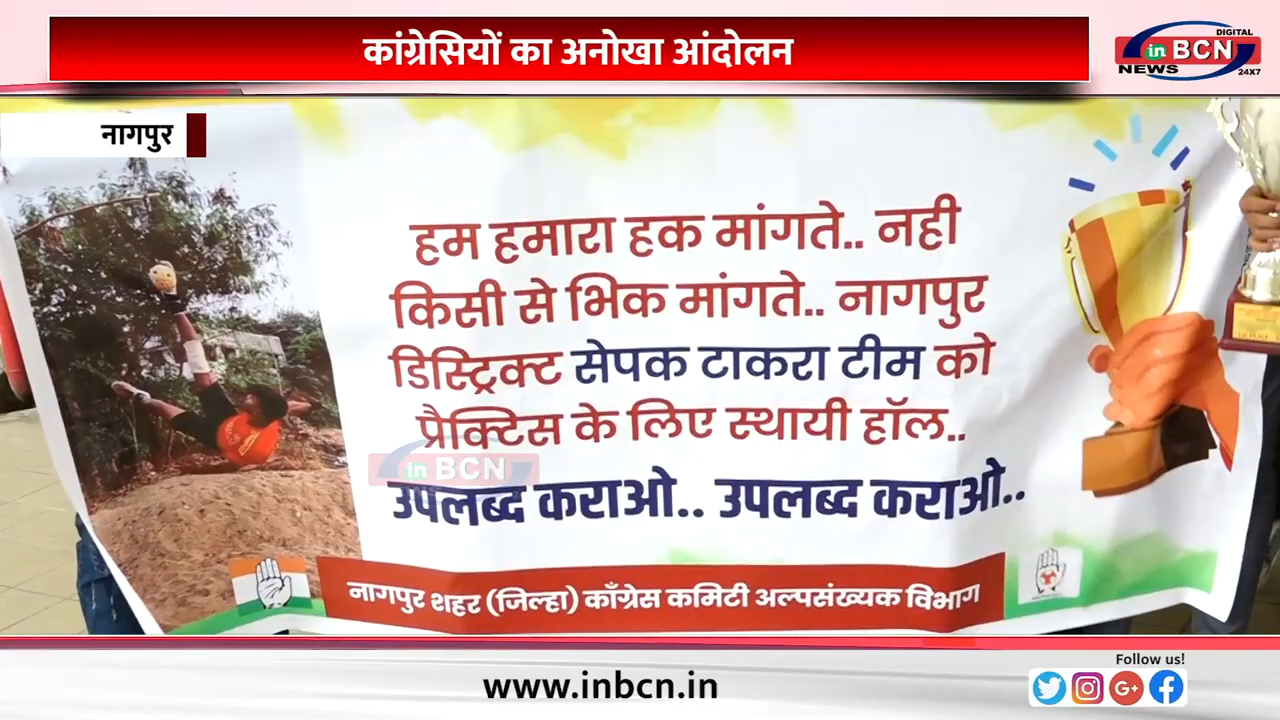 कांग्रेसियों का अनोखा आंदोलन
DIGITAL
in BCN
NEWS 24X7
नागपुर
हम हमारा हक मांगते.. नही
किसी से भिक मांगते.. नागपुर
डिस्ट्रिक्ट सेपक टाकरा टीम को
प्रैक्टिस के लिए स्थायी हॉल..
in BCN
उपलब्द कराओ.. उपलब्द कराओ..
नागपुर शहर (जिल्हा) काँग्रेस कमिटी अल्पसंख्यक विभाग
Follow us!
www.inbcn.in